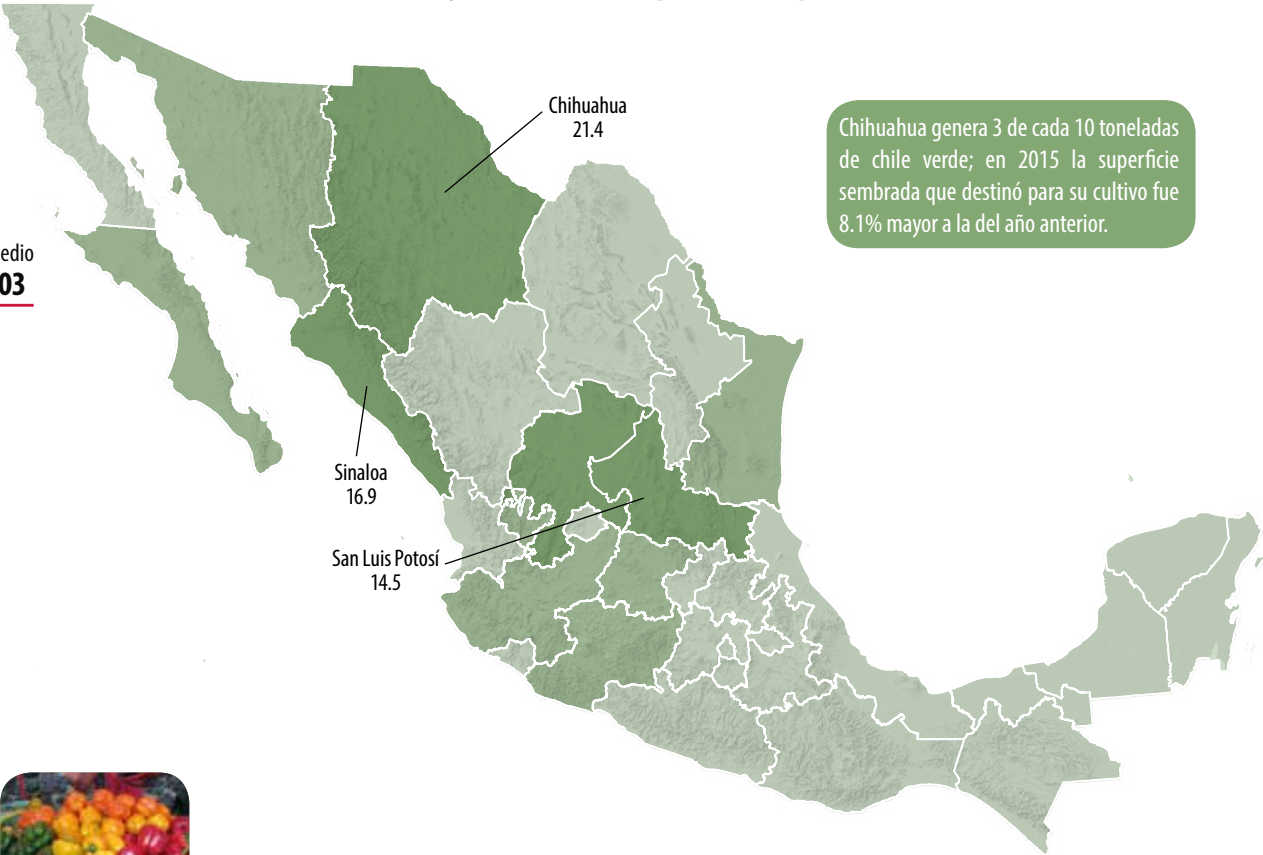 Chihuahua
21.4
Chihuahua genera 3 de cada 10 toneladas
de chile verde; en 2015 la superficie
sembrada que destinó para su cultivo fue
8.1% mayor a la del año anterior.
edio
03
Sinaloa
16.9
San Luis Potosí
14.5